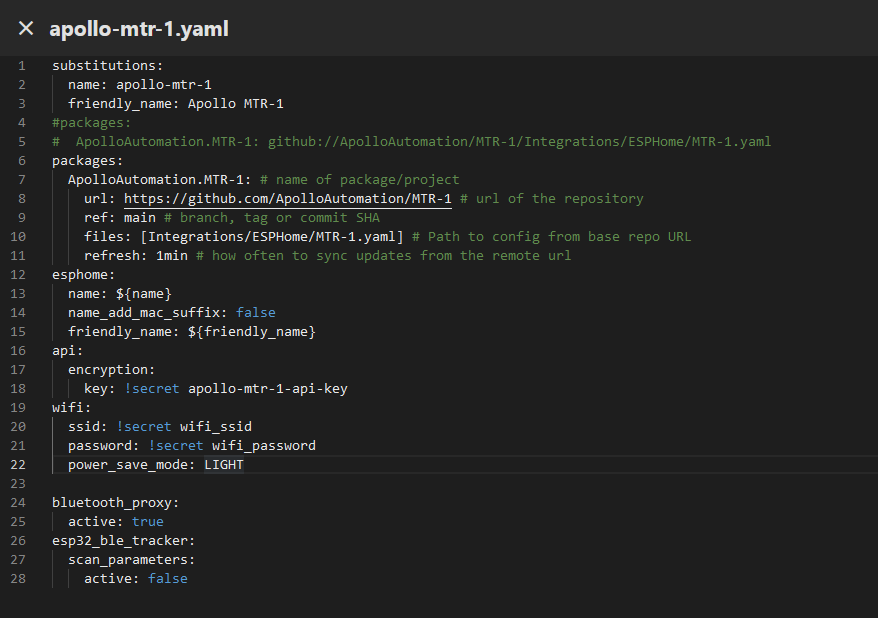 ✕ apollo-mtr-1.yaml
1 substitutions:
2   name: apollo-mtr-1
3   friendly_name: Apollo MTR-1
4 #packages:
5 #  ApolloAutomation.MTR-1: github://ApolloAutomation/MTR-1/Integrations/ESPHome/MTR-1.yaml
6 packages:
7   ApolloAutomation.MTR-1: # name of package/project
8     url: https://github.com/ApolloAutomation/MTR-1 # url of the repository
9     ref: main # branch, tag or commit SHA
10     files: [Integrations/ESPHome/MTR-1.yaml] # Path to config from base repo URL
11     refresh: 1min # how often to sync updates from the remote url
12 esphome:
13   name: ${name}
14   name_add_mac_suffix: false
15   friendly_name: ${friendly_name}
16 api:
17   encryption:
18     key: !secret apollo-mtr-1-api-key
19 wifi:
20   ssid: !secret wifi_ssid
21   password: !secret wifi_password
22   power_save_mode: LIGHT
23
24 bluetooth_proxy:
25   active: true
26 esp32_ble_tracker:
27   scan_parameters:
28     active: false